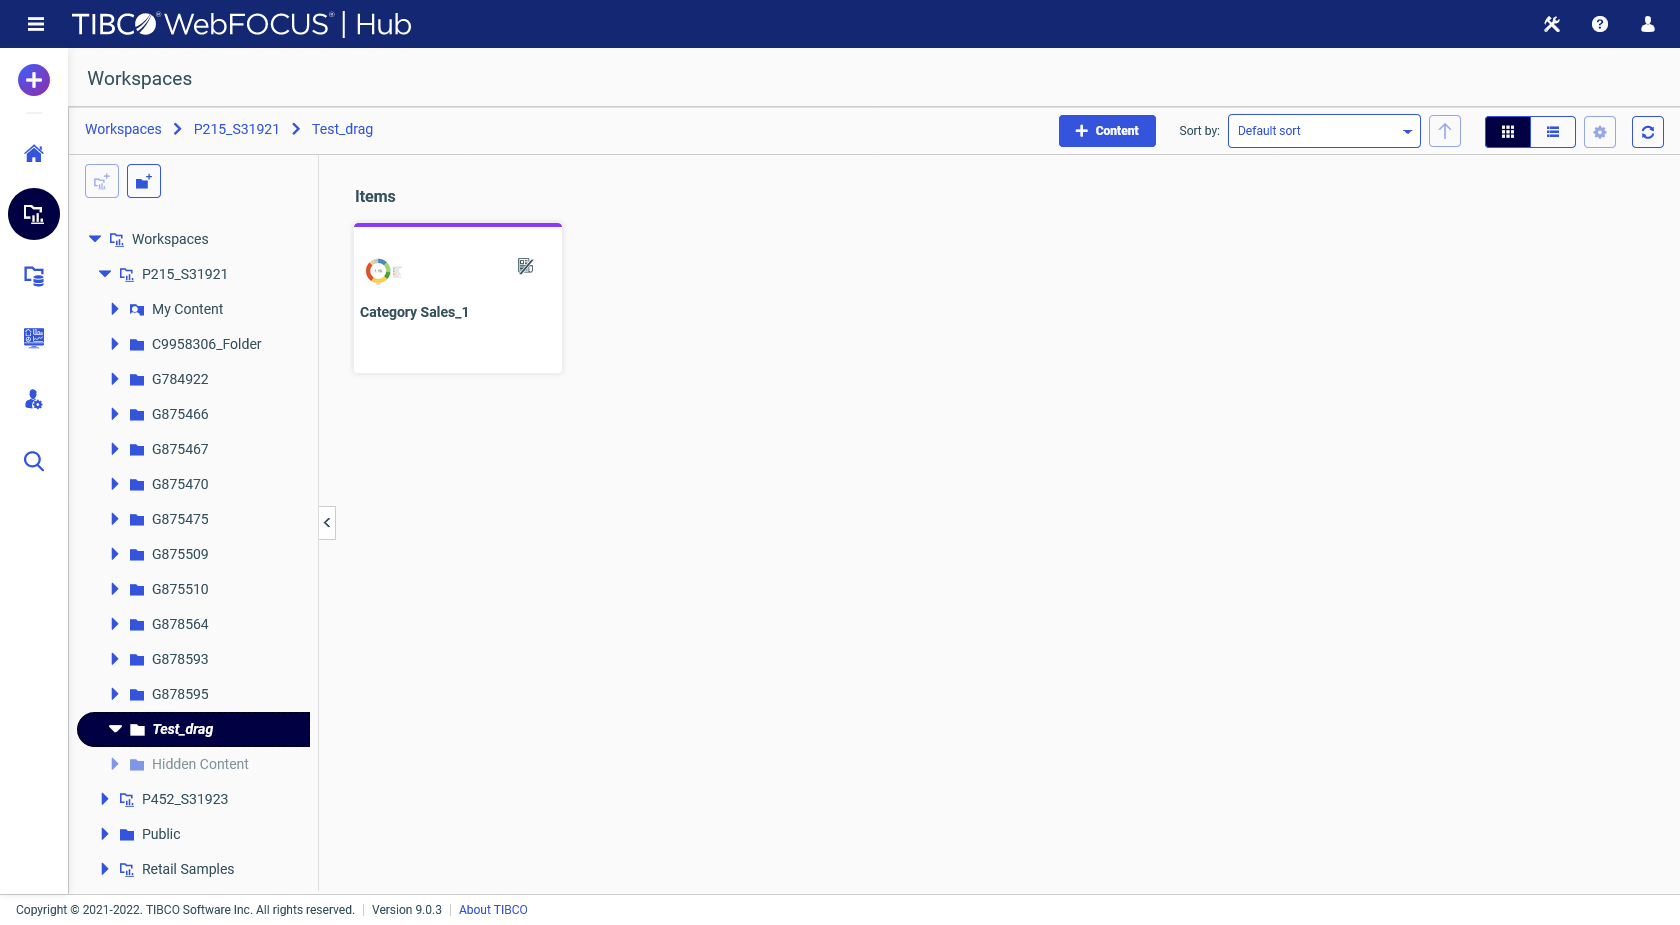 TIBCO® WebFOCUS® | Hub
Workspaces
Workspaces P215_S31921 Test_drag
Content
Sort by: Default sort
Workspaces
P215_S31921
My Content
C9958306_Folder
G784922
G875466
G875467
G875470
G875475
G875509
G875510
G878564
G878593
G878595
Test_drag
Hidden Content
P452_S31923
Public
Retail Samples
Items
Category Sales_1
Copyright © 2021-2022. TIBCO Software Inc. All rights reserved. Version 9.0.3 About TIBCO